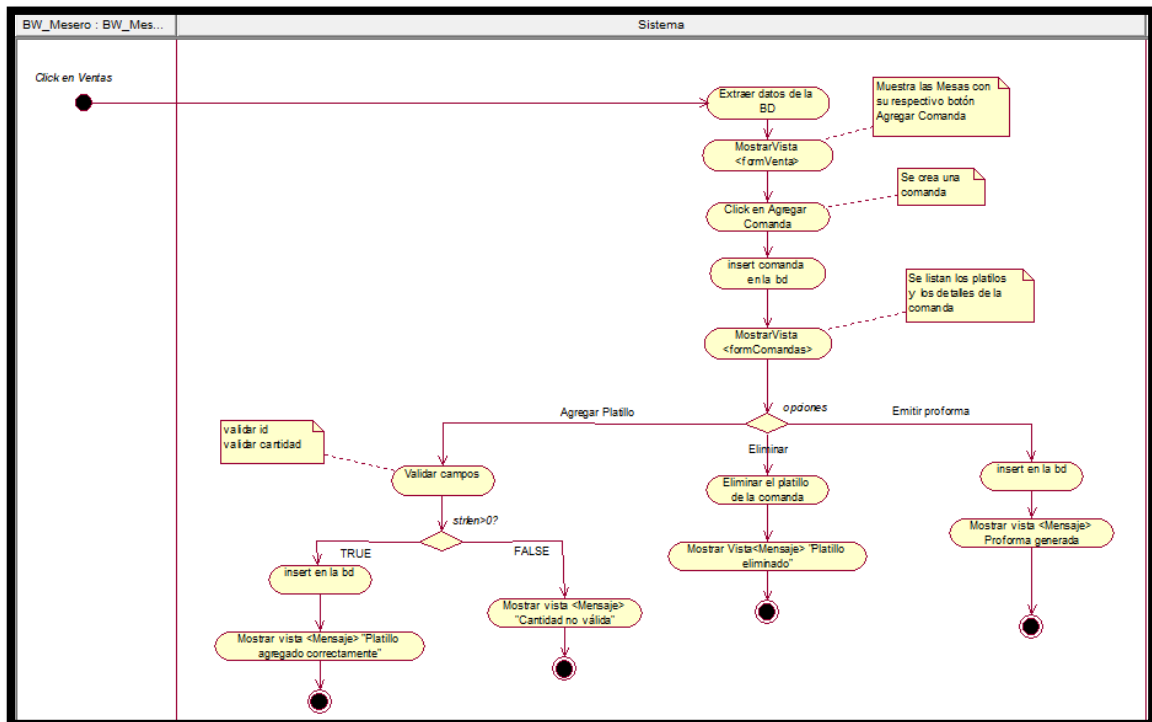 BW_Mesero : BW_Mes...
Sistema
Click en Ventas
Extraer datos de la
BD
Muestra las Mesas con
su respectivo botón
Agregar Comanda
MostrarVista
<formVenta>
Se crea una
comanda
Click en Agregar
Comanda
insert comanda
en la bd
Se listan los platilos
y los detalles de la
comanda
MostrarVista
<formComandas>
opciones
Agregar Platillo
Emitir proforma
Eliminar
validar id
validar cantidad
Validar campos
Eliminar el platillo
de la comanda
insert en la bd
strlen>0?
Mostrar vista <Mensaje>
Proforma generada
TRUE
FALSE
Mostrar Vista<Mensaje> "Platillo
eliminado"
insert en la bd
Mostrar vista <Mensaje>
"Cantidad no válida"
Mostrar vista <Mensaje> "Platillo
agregado correctamente"